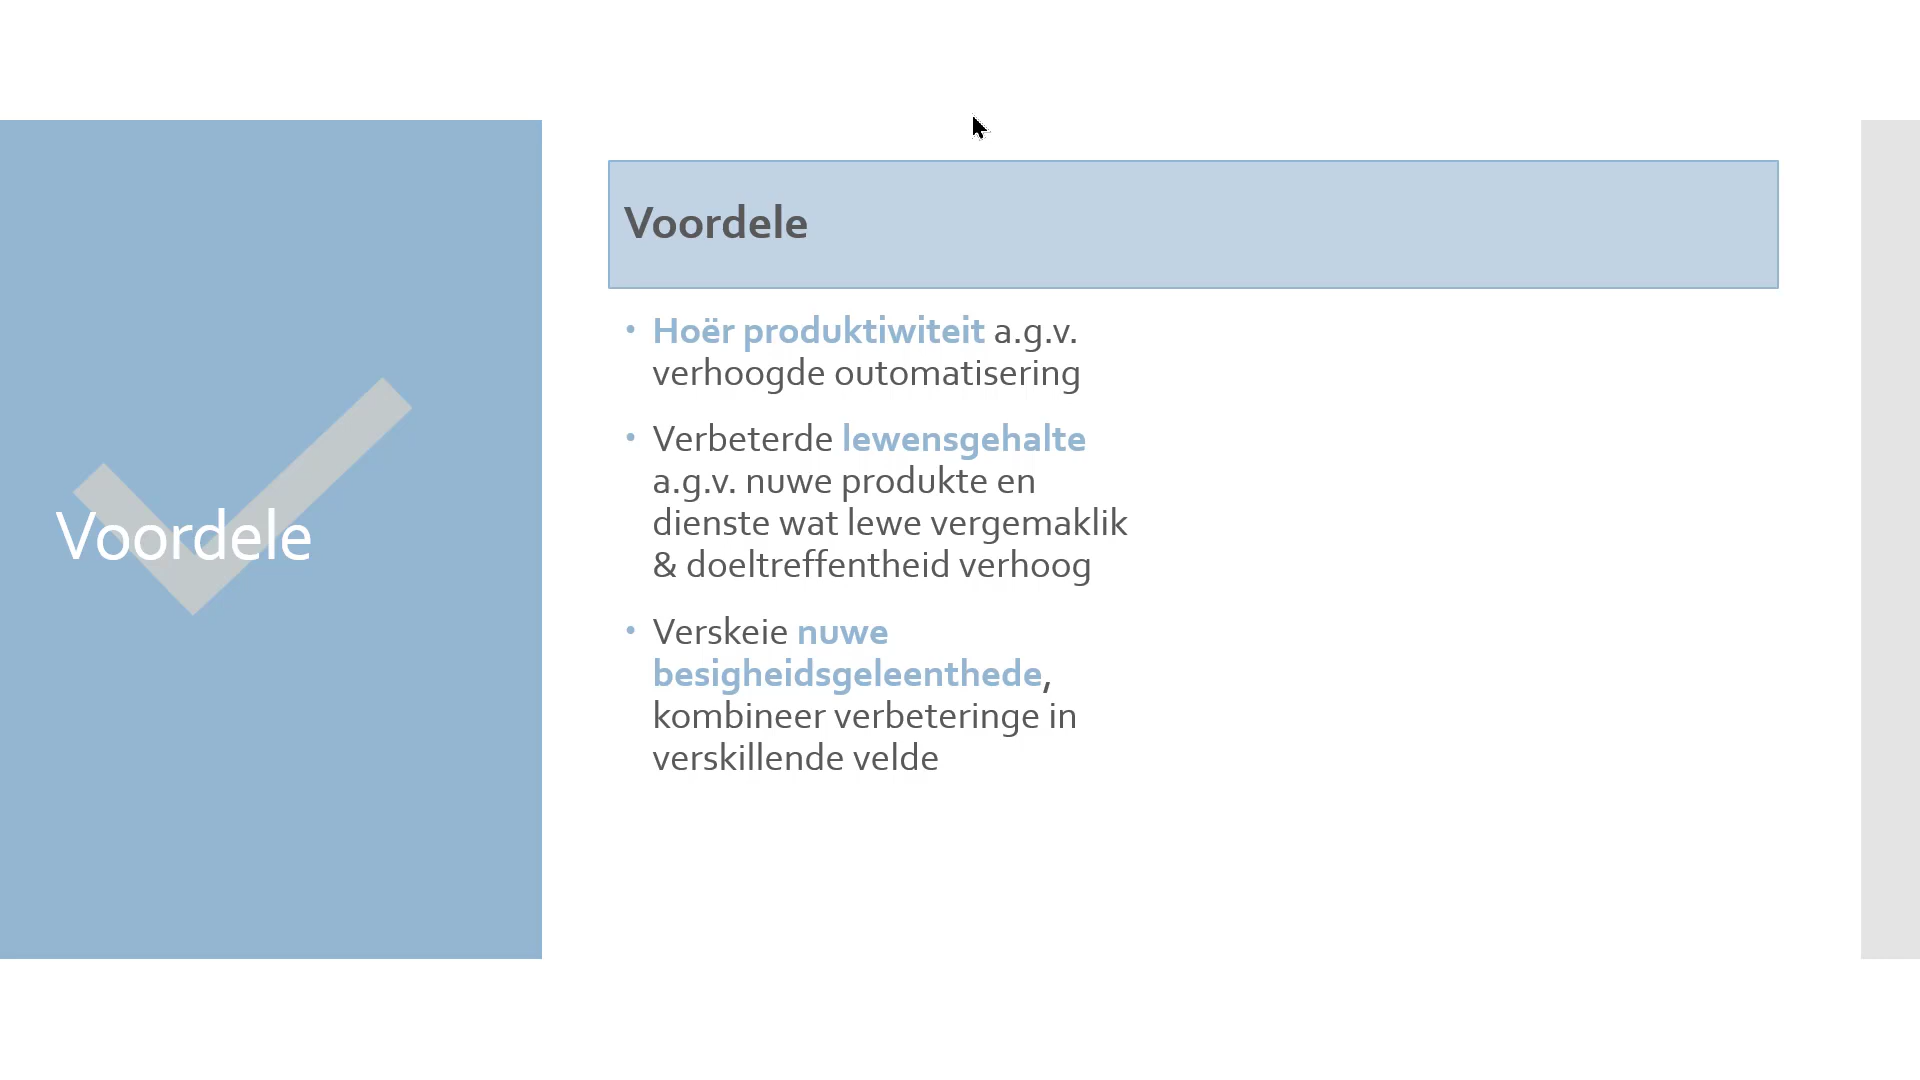 Voordele
Voordele
• Hoër produktiwiteit a.g.v.
verhoogde outomatisering
• Verbeterde lewensgehalte
a.g.v. nuwe produkte en
dienste wat lewe vergemaklik
& doeltreffentheid verhoog
• Verskeie nuwe
besigheidsgeleenthede,
kombineer verbeteringe in
verskillende velde